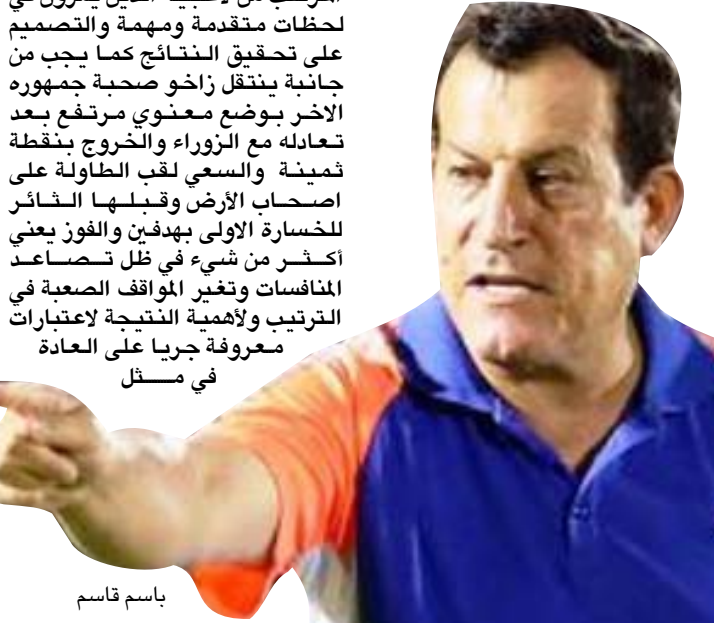 لحظات متقدمة ومهمة والتصميم
على تحقيق النتائج كما يجب من
جانبة ينتقل زاخو صحبة جمهوره
الاخر بوضع معنوي مرتفع بعد
تعادله مع الزوراء والخروج بنقطة
ثمينة والسعي لقب الطاولة على
اصحاب الأرض وقبلها الثائر
للخسارة الاولى بهدفين والفوز يعني
أكثر من شيء في ظل تصاعد
المنافسات وتغير المواقف الصعبة في
الترتيب ولأهمية النتيجة لاعتبارات
معروفة جريا على العادة
في مثل
باسم قاسم